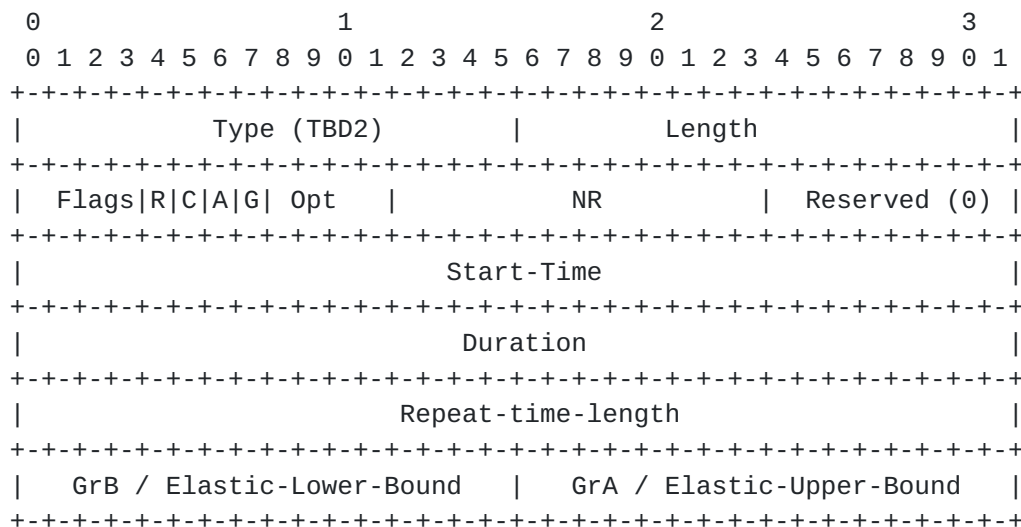 0                   1                   2                   3
 0 1 2 3 4 5 6 7 8 9 0 1 2 3 4 5 6 7 8 9 0 1 2 3 4 5 6 7 8 9 0 1
+-+-+-+-+-+-+-+-+-+-+-+-+-+-+-+-+-+-+-+-+-+-+-+-+-+-+-+-+-+-+-+-+
|            Type (TBD2)        |         Length                |
+-+-+-+-+-+-+-+-+-+-+-+-+-+-+-+-+-+-+-+-+-+-+-+-+-+-+-+-+-+-+-+-+
|  Flags|R|C|A|G| Opt   |           NR          |  Reserved (0) |
+-+-+-+-+-+-+-+-+-+-+-+-+-+-+-+-+-+-+-+-+-+-+-+-+-+-+-+-+-+-+-+-+
|                           Start-Time                          |
+-+-+-+-+-+-+-+-+-+-+-+-+-+-+-+-+-+-+-+-+-+-+-+-+-+-+-+-+-+-+-+-+
|                            Duration                           |
+-+-+-+-+-+-+-+-+-+-+-+-+-+-+-+-+-+-+-+-+-+-+-+-+-+-+-+-+-+-+-+-+
|                        Repeat-time-length                     |
+-+-+-+-+-+-+-+-+-+-+-+-+-+-+-+-+-+-+-+-+-+-+-+-+-+-+-+-+-+-+-+-+
|   GrB / Elastic-Lower-Bound   |   GrA / Elastic-Upper-Bound   |
+-+-+-+-+-+-+-+-+-+-+-+-+-+-+-+-+-+-+-+-+-+-+-+-+-+-+-+-+-+-+-+-+